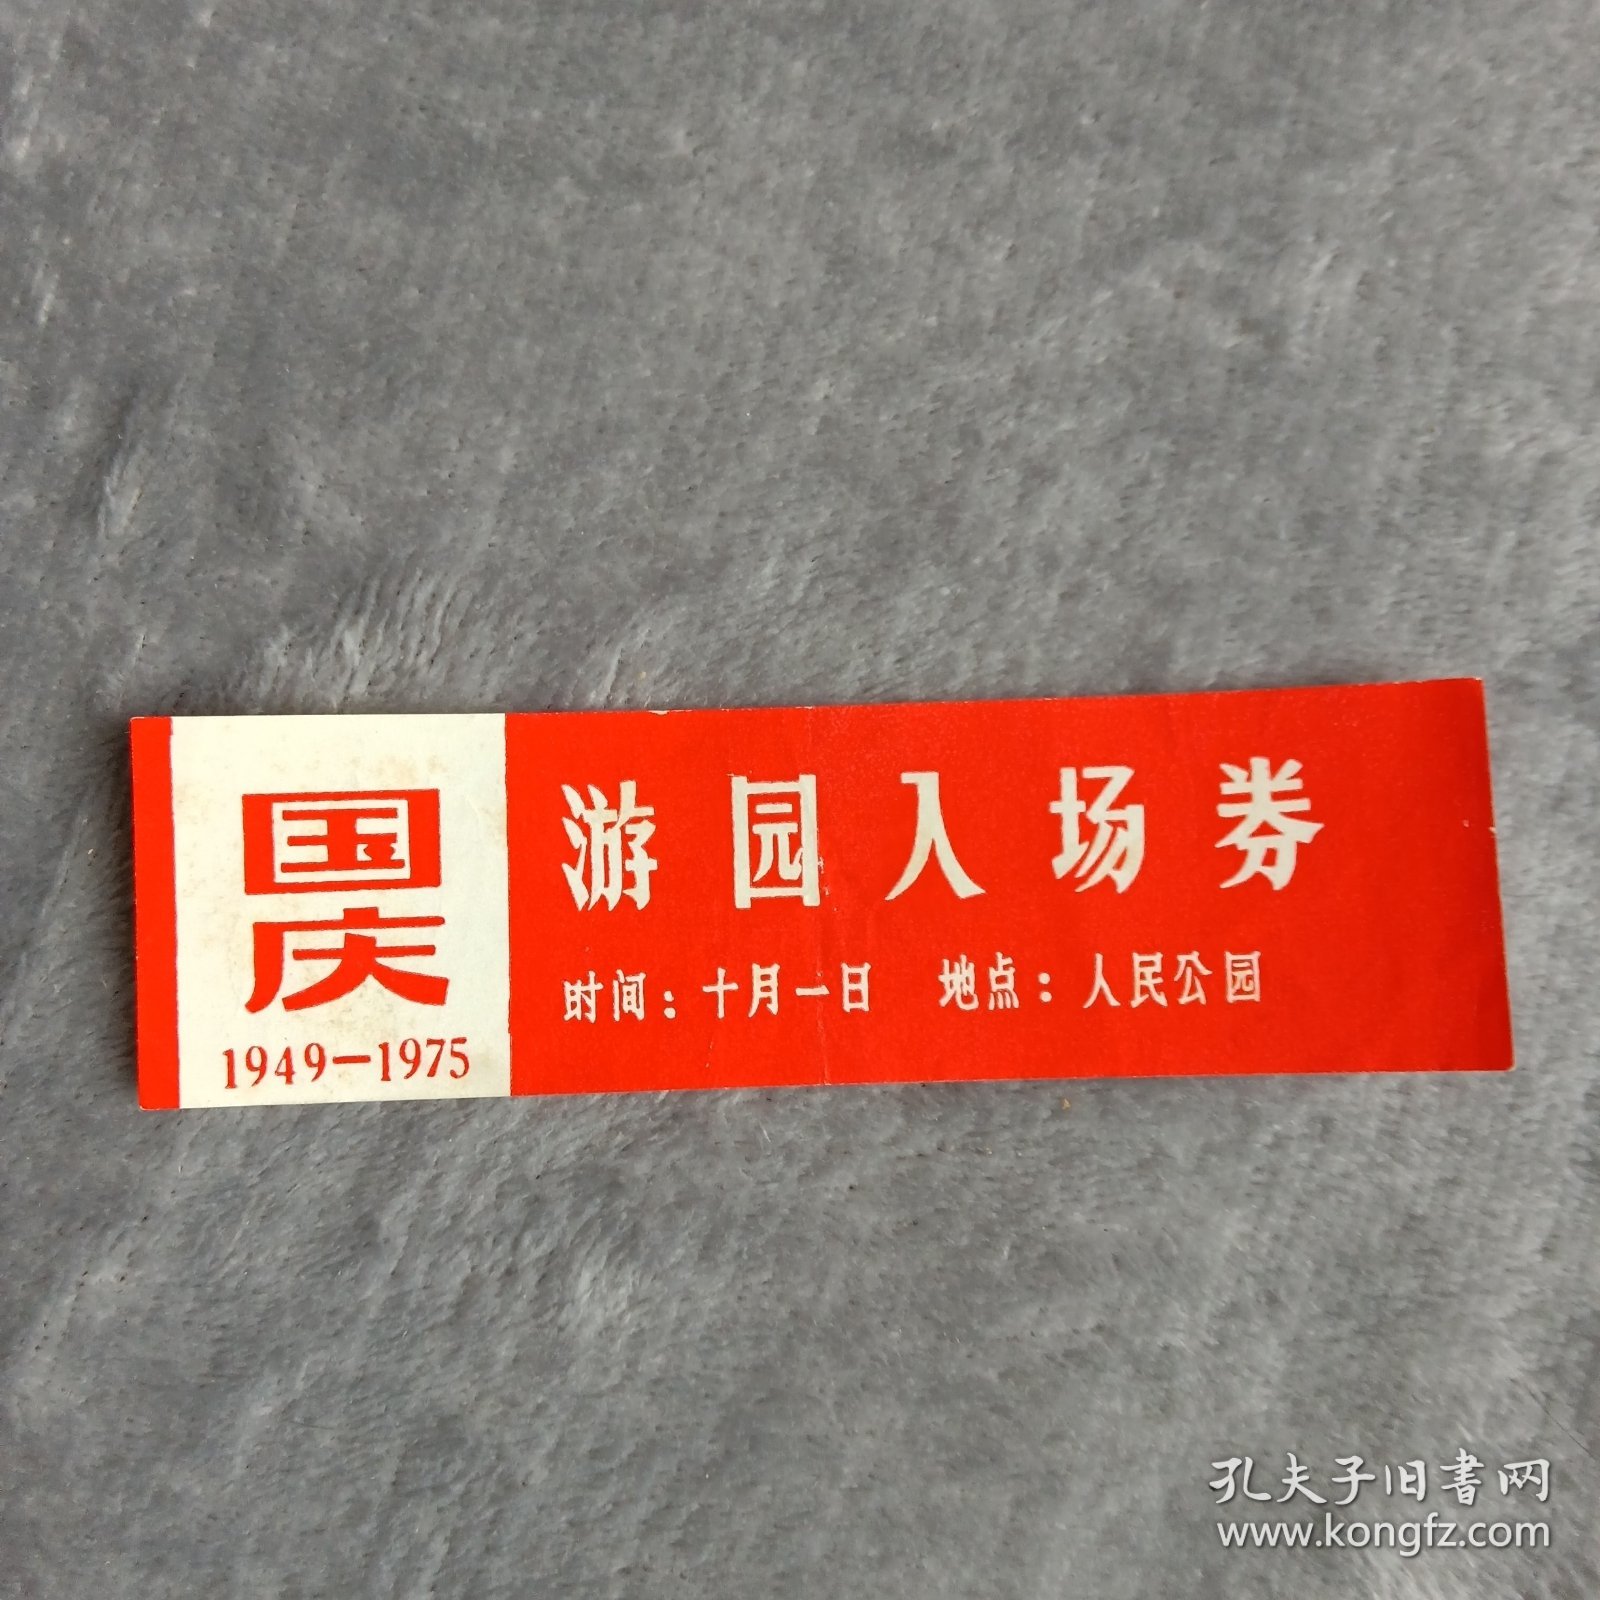 国庆
1949－1975
游园入场券
时间：十月一日 地点：人民公园
孔夫子旧书网
www.kongfz.com